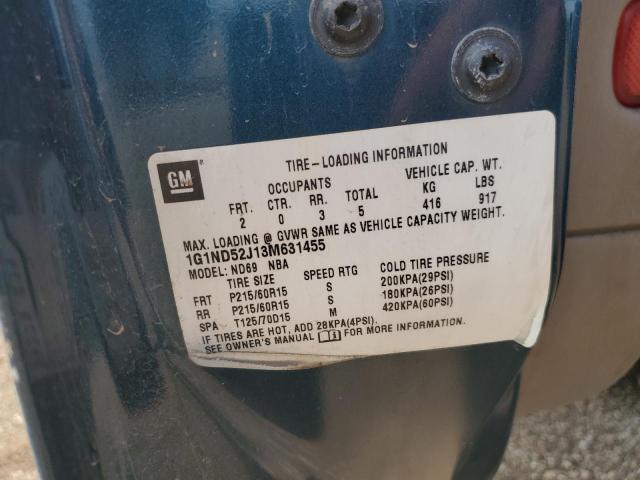 GM
TIRE-LOADING INFORMATION
OCCUPANTS VEHICLE CAP. WT.
FRT. CTR. RR. TOTAL KG LBS
2 0 3 5 416 917
MAX. LOADING @ GVWR SAME AS VEHICLE CAPACITY WEIGHT.
1G1ND52J13M631455
MODEL: ND69 NBA
TIRE SIZE SPEED RTG COLD TIRE PRESSURE
FRT P215/60R15 S 200KPA(29PSI)
RR P215/60R15 S 180KPA(26PSI)
SPA T125/70D15 M 420KPA(60PSI)
IF TIRES ARE HOT, ADD 28KPA(4PSI).
SEE OWNER'S MANUAL FOR MORE INFORMATION.